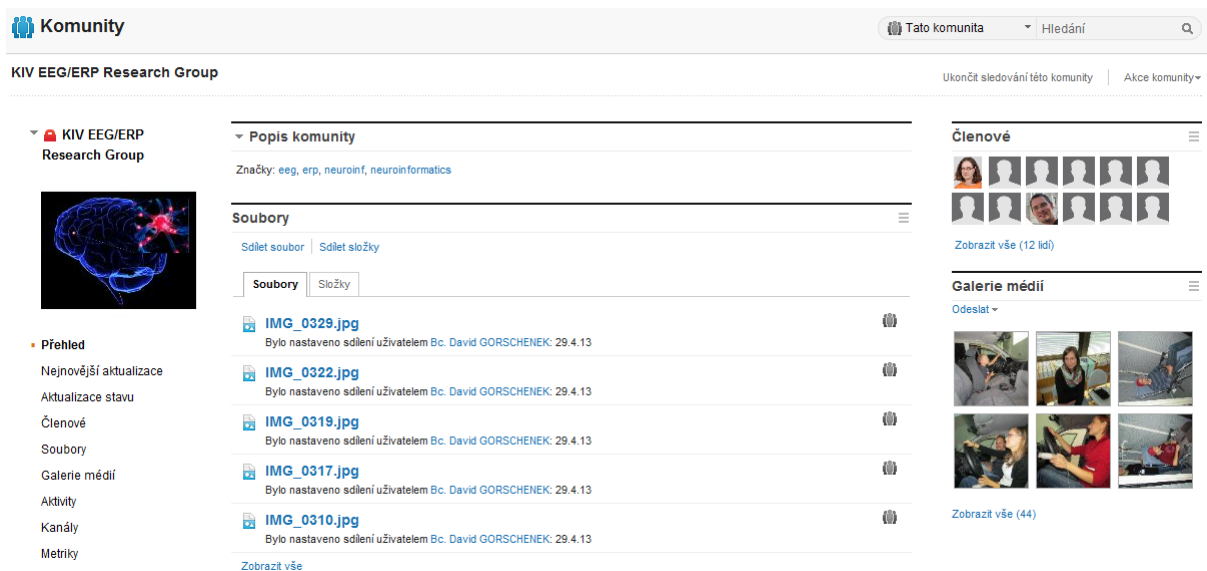 Komunity
Tato komunita
Hledání
KIV EEG/ERP Research Group
Ukončit sledování této komunity
Akce komunity
KIV EEG/ERP
Research Group
Přehled
Nejnovější aktualizace
Aktualizace stavu
Členové
Soubory
Galerie médií
Aktivity
Kanály
Metriky
Popis komunity
Značky: eeg, erp, neuroinf, neuroinformatics
Soubory
Sdílet soubor
Sdílet složky
Soubory
Složky
IMG_0329.jpg
Bylo nastaveno sdílení uživatelem Bc. David GORSCHENEK: 29.4.13
IMG_0322.jpg
Bylo nastaveno sdílení uživatelem Bc. David GORSCHENEK: 29.4.13
IMG_0319.jpg
Bylo nastaveno sdílení uživatelem Bc. David GORSCHENEK: 29.4.13
IMG_0317.jpg
Bylo nastaveno sdílení uživatelem Bc. David GORSCHENEK: 29.4.13
IMG_0310.jpg
Bylo nastaveno sdílení uživatelem Bc. David GORSCHENEK: 29.4.13
Zobrazit vše
Členové
Zobrazit vše (12 lidí)
Galerie médií
Odeslat
Zobrazit vše (44)